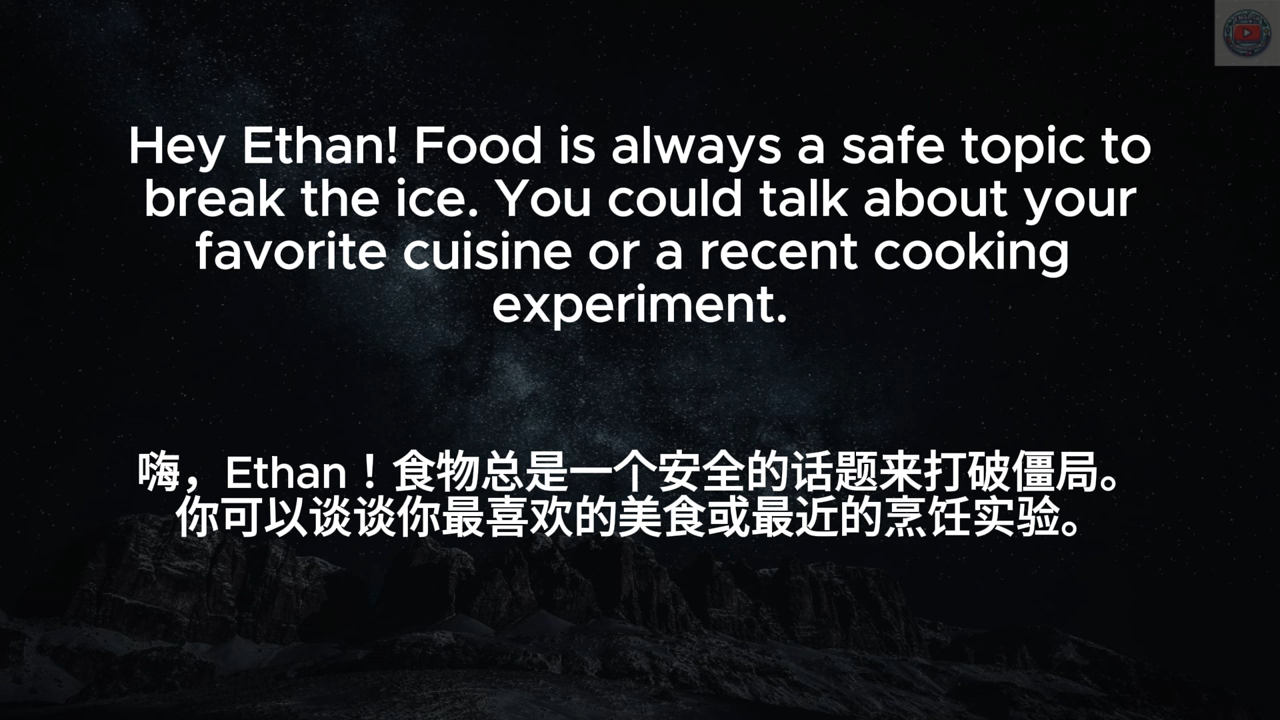 Hey Ethan! Food is always a safe topic to
break the ice. You could talk about your
favorite cuisine or a recent cooking
experiment.
嗨，Ethan！食物总是一个安全的话题来打破僵局。
你可以谈谈你最喜欢的美食或最近的烹饪实验。